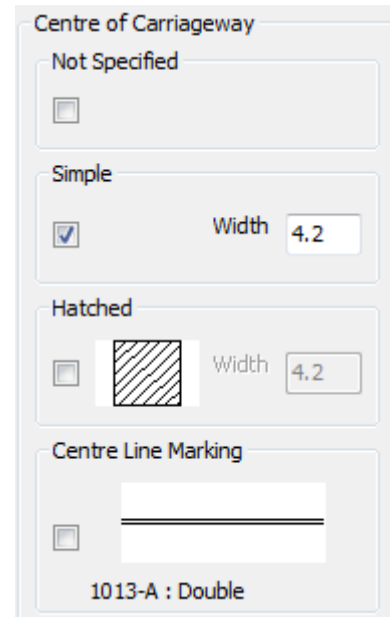 Centre of Carriageway
Not Specified
Simple
Width 4.2
Hatched
Width 4.2
Centre Line Marking
1013-A : Double